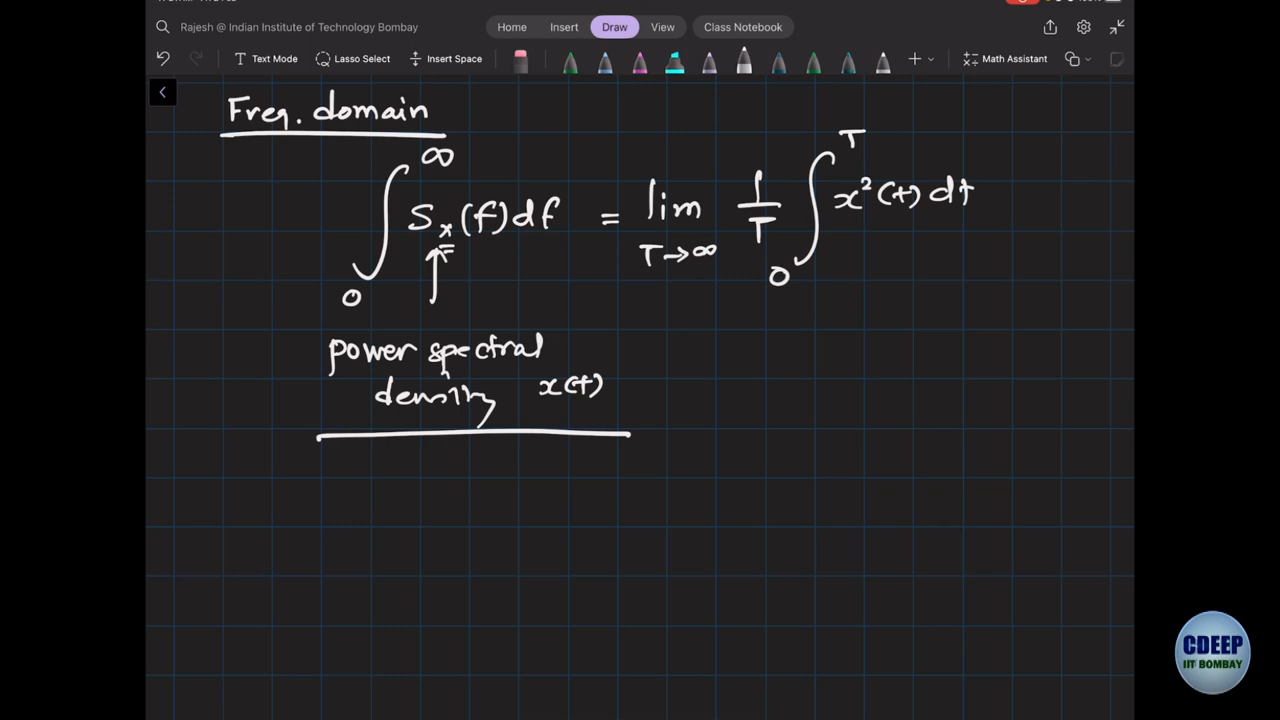 Rajesh @ Indian Institute of Technology Bombay
Home Insert Draw View Class Notebook
Text Mode Lasso Select Insert Space Math Assistant
Freq. domain
∫₀^∞ Sₓ(f)df = lim T→∞ 1/T ∫₀^T x²(t)dt
power spectral
density x(t)
CDEEP
IIT BOMBAY